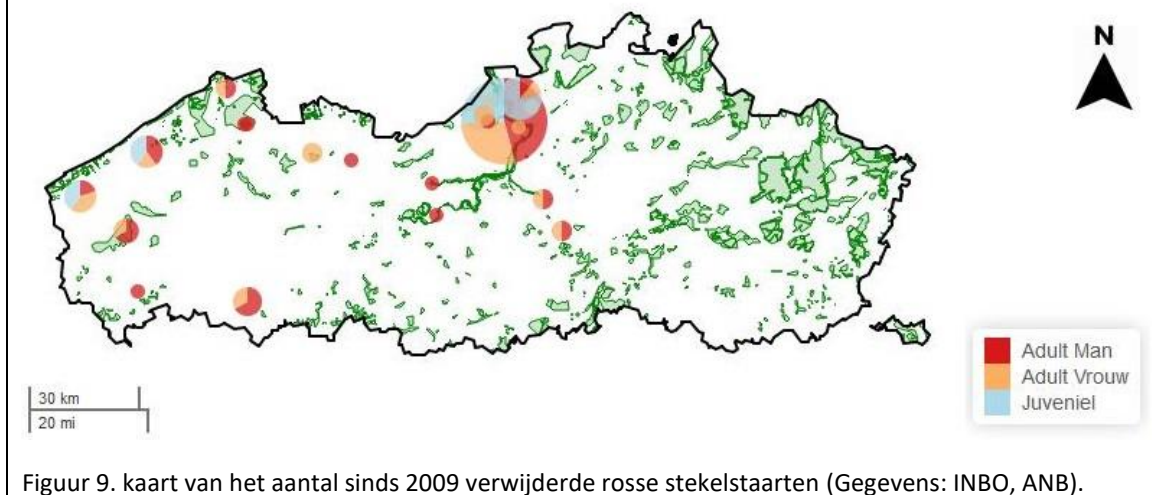 N
Adult Man
Adult Vrouw
Juveniel
30 km
20 mi
Figuur 9. kaart van het aantal sinds 2009 verwijderde rosse stekelstaarten (Gegevens: INBO, ANB).